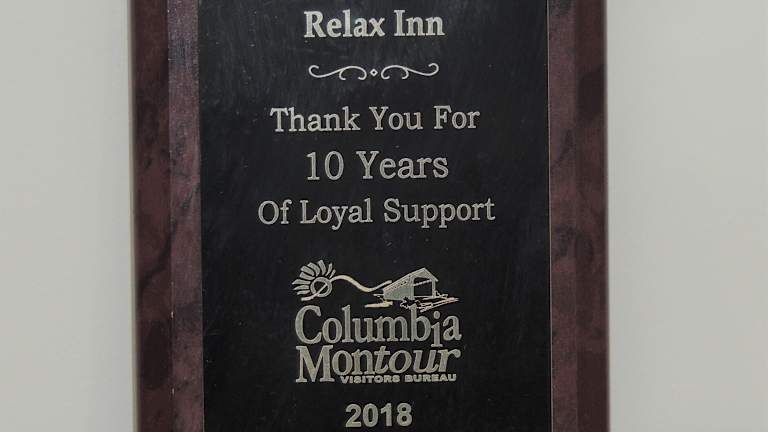 Relax Inn
Thank You For
10 Years
Of Loyal Support
Columbia
Montour
VISITORS BUREAU
2018